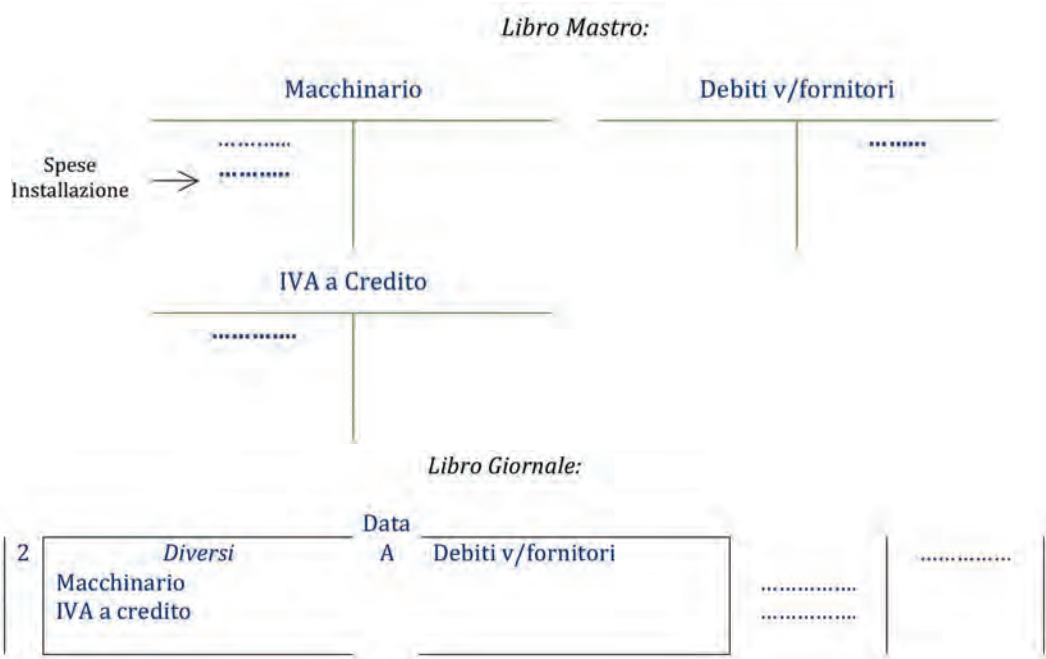 Libro Mastro:
Macchinario
Debiti v/fornitori
............
.........
Spese
Installazione
............
IVA a Credito
.............
Libro Giornale:
Data
2 Diversi A Debiti v/fornitori ...............
Macchinario ................
IVA a credito ................